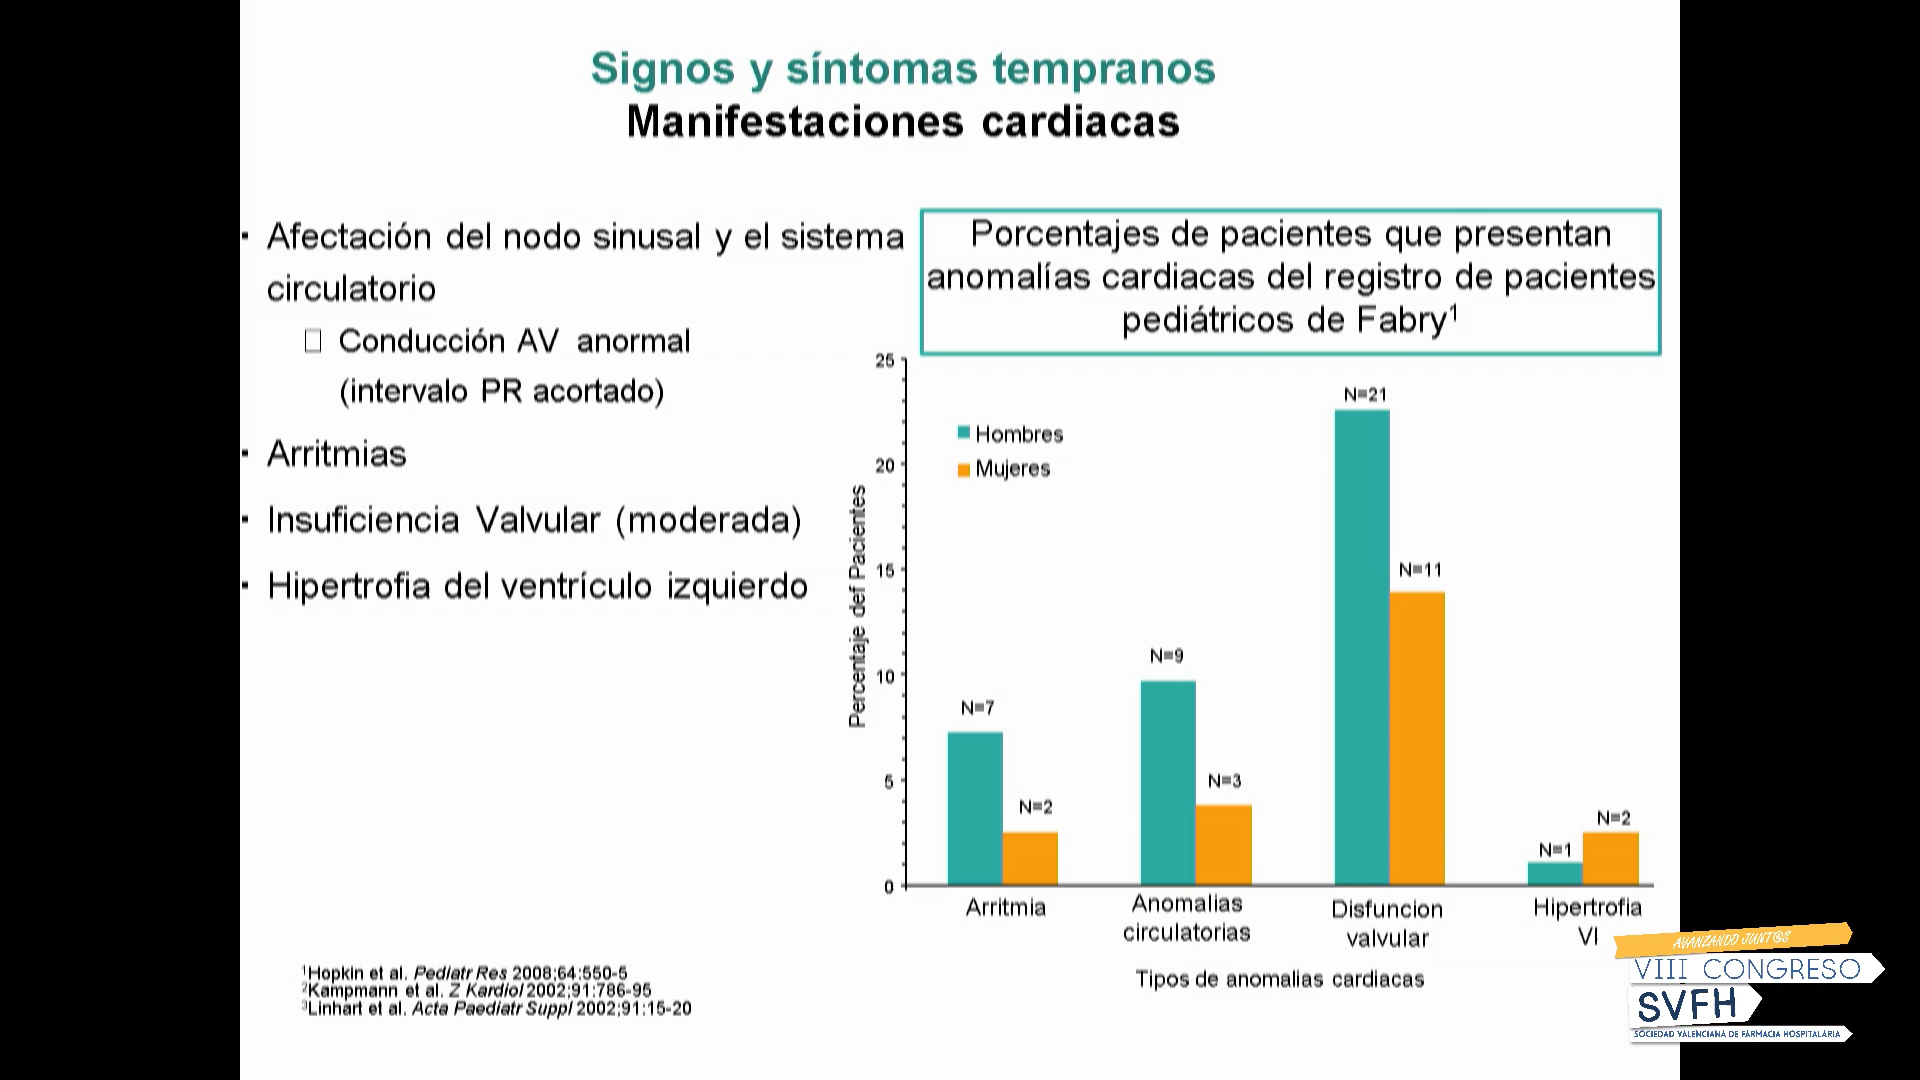 Signos y síntomas tempranos
Manifestaciones cardiacas
- Afectación del nodo sinusal y el sistema
circulatorio
Conducción AV anormal
(intervalo PR acortado)
- Arritmias
- Insuficiencia Valvular (moderada)
- Hipertrofia del ventrículo izquierdo
Porcentajes de pacientes que presentan
anomalías cardiacas del registro de pacientes
pediátricos de Fabry¹
Percentaje def Pacientes
25
20
15
10
5
0
Hombres
Mujeres
N=7
N=2
N=9
N=3
N=21
N=11
N=1
N=2
Arritmia
Anomalias
circulatorias
Disfuncion
valvular
Hipertrofia
VI
Tipos de anomalias cardiacas
¹Hopkin et al. Pediatr Res 2008;64:550-5
²Kampmann et al. Z Kardiol 2002;91:786-95
³Linhart et al. Acta Paediatr Suppl 2002;91:15-20
AVANZANDO JUNT@S
VIII CONGRESO
SVFH
SOCIEDAD VALENCIANA DE FARMACIA HOSPITALARIA